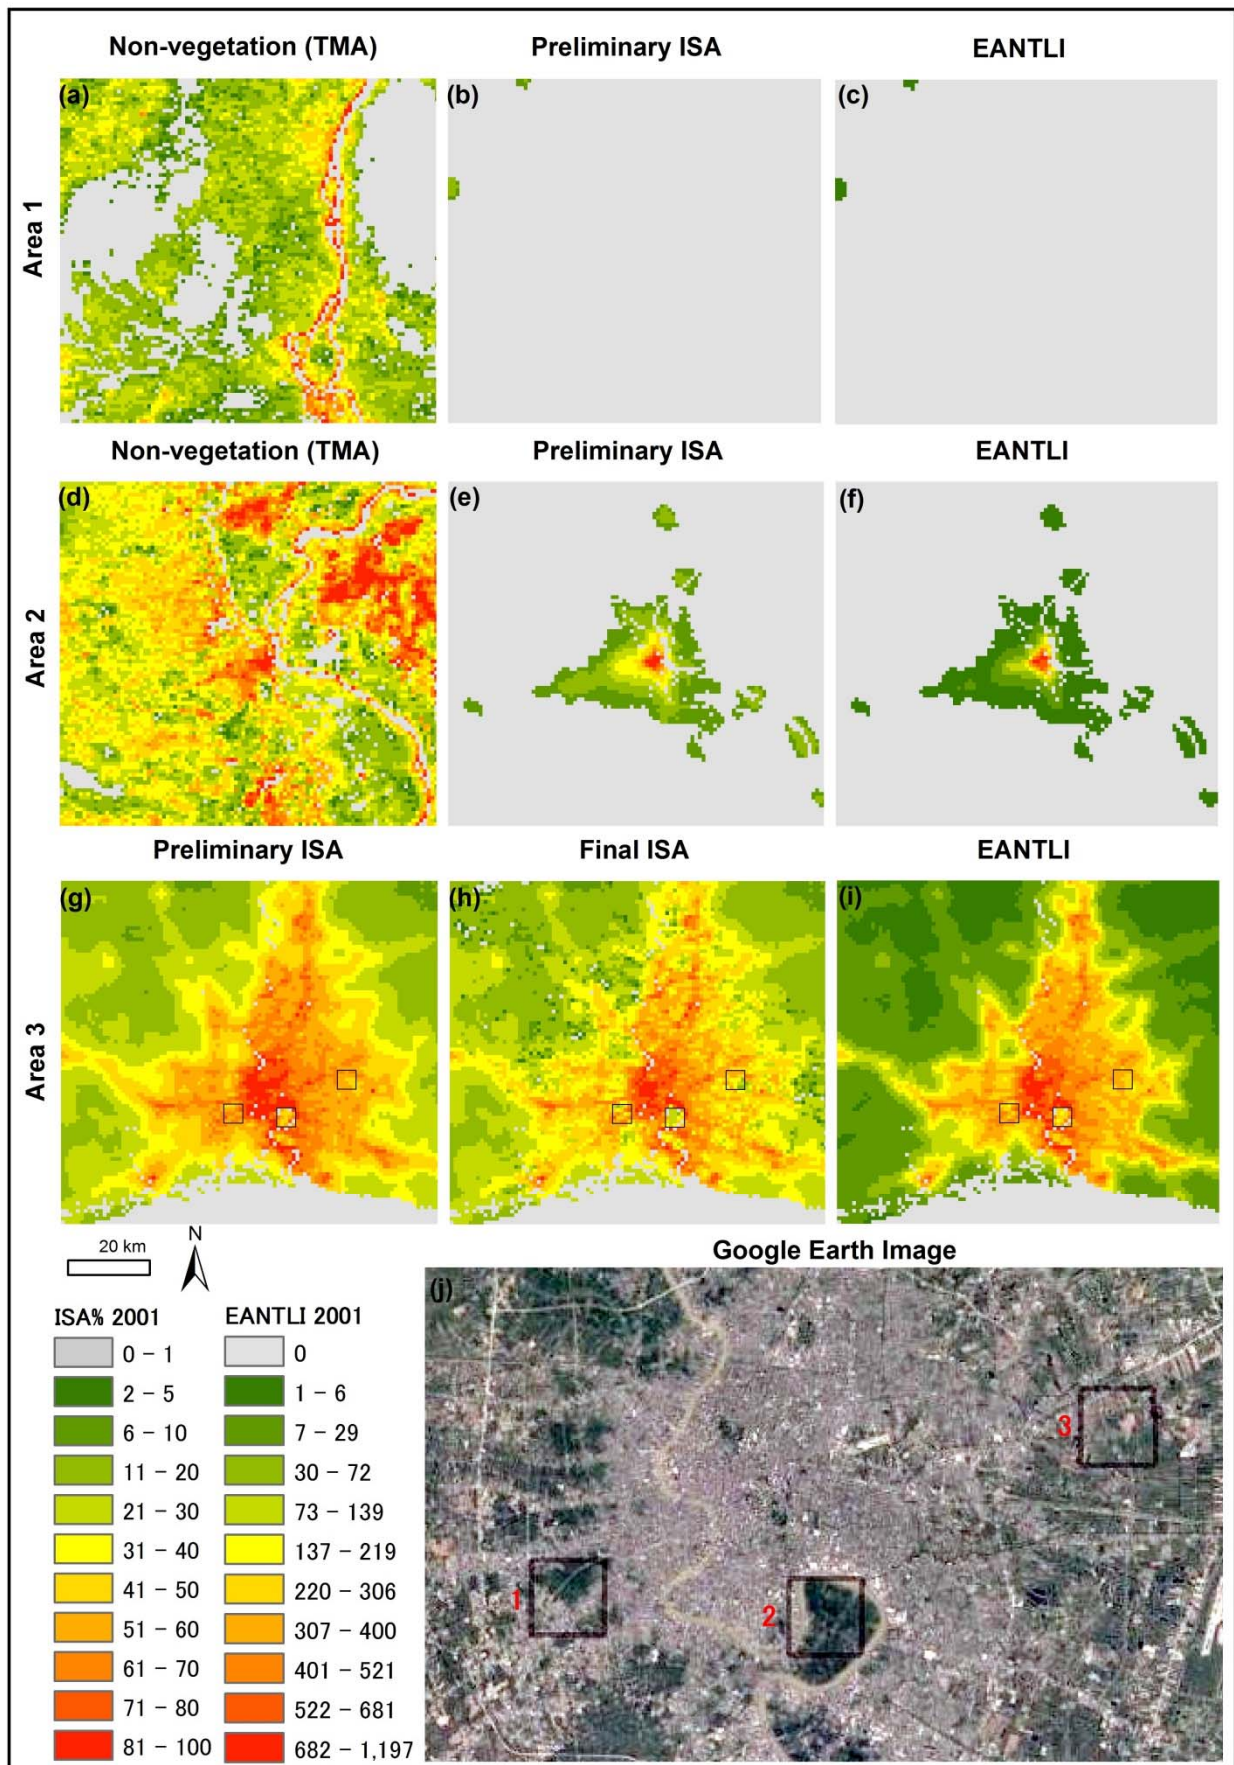 Non-vegetation (TMA) Preliminary ISA EANTLI
(a) (b) (c)
Area 1
Non-vegetation (TMA) Preliminary ISA EANTLI
(d) (e) (f)
Area 2
Preliminary ISA Final ISA EANTLI
(g) (h) (i)
Area 3
20 km N
Google Earth Image
(j)
ISA% 2001 EANTLI 2001
0 – 1 0
2 – 5 1 – 6
6 – 10 7 – 29
11 – 20 30 – 72
21 – 30 73 – 139
31 – 40 137 – 219
41 – 50 220 – 306
51 – 60 307 – 400
61 – 70 401 – 521
71 – 80 522 – 681
81 – 100 682 – 1,197
3
1
2